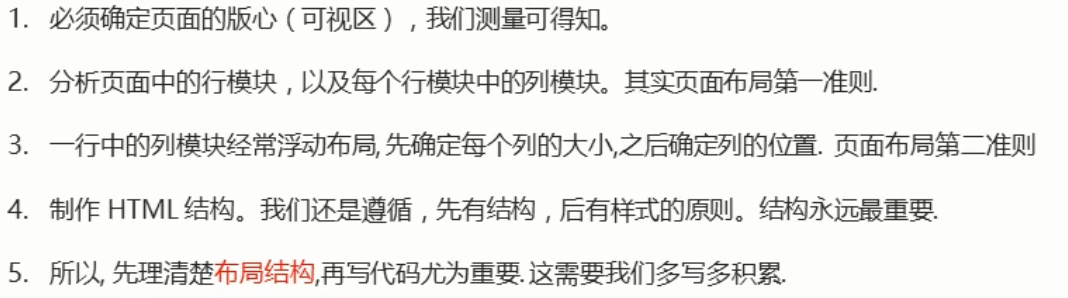 1. 必须确定页面的版心（可视区），我们测量可得知。
2. 分析页面中的行模块，以及每个行模块中的列模块。其实页面布局第一准则.
3. 一行中的列模块经常浮动布局,先确定每个列的大小,之后确定列的位置. 页面布局第二准则
4. 制作 HTML 结构。我们还是遵循，先有结构，后有样式的原则。结构永远最重要.
5. 所以, 先理清楚布局结构,再写代码尤为重要. 这需要我们多写多积累.